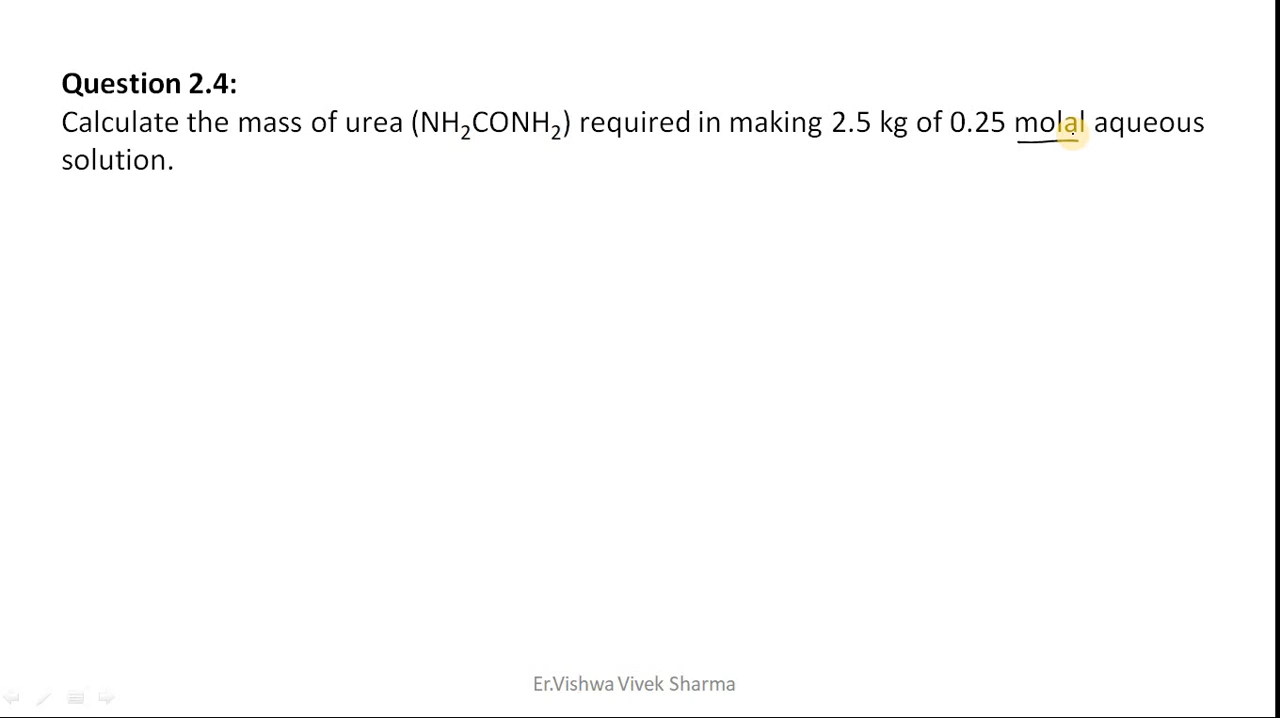 Question 2.4:
Calculate the mass of urea (NH₂CONH₂) required in making 2.5 kg of 0.25 molal aqueous
solution.
Er.Vishwa Vivek Sharma